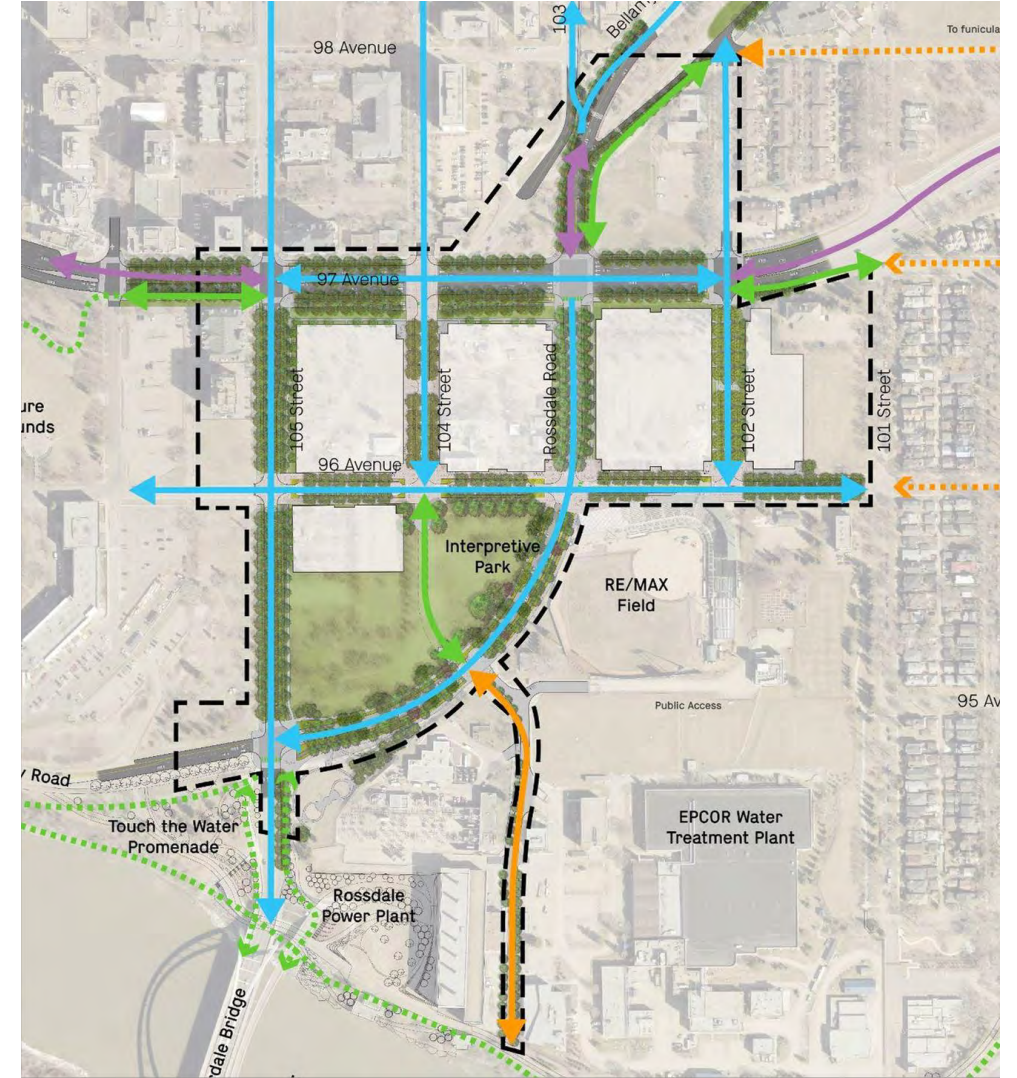 103
Bellamy
98 Avenue
To funicula
97 Avenue
105 Street
104 Street
Rossdale Road
102 Street
101 Street
ure
unds
96 Avenue
Interpretive
Park
RE/MAX
Field
Public Access
95 Av
/ Road
Touch the Water
Promenade
EPCOR Water
Treatment Plant
Rossdale
Power Plant
rdale Bridge